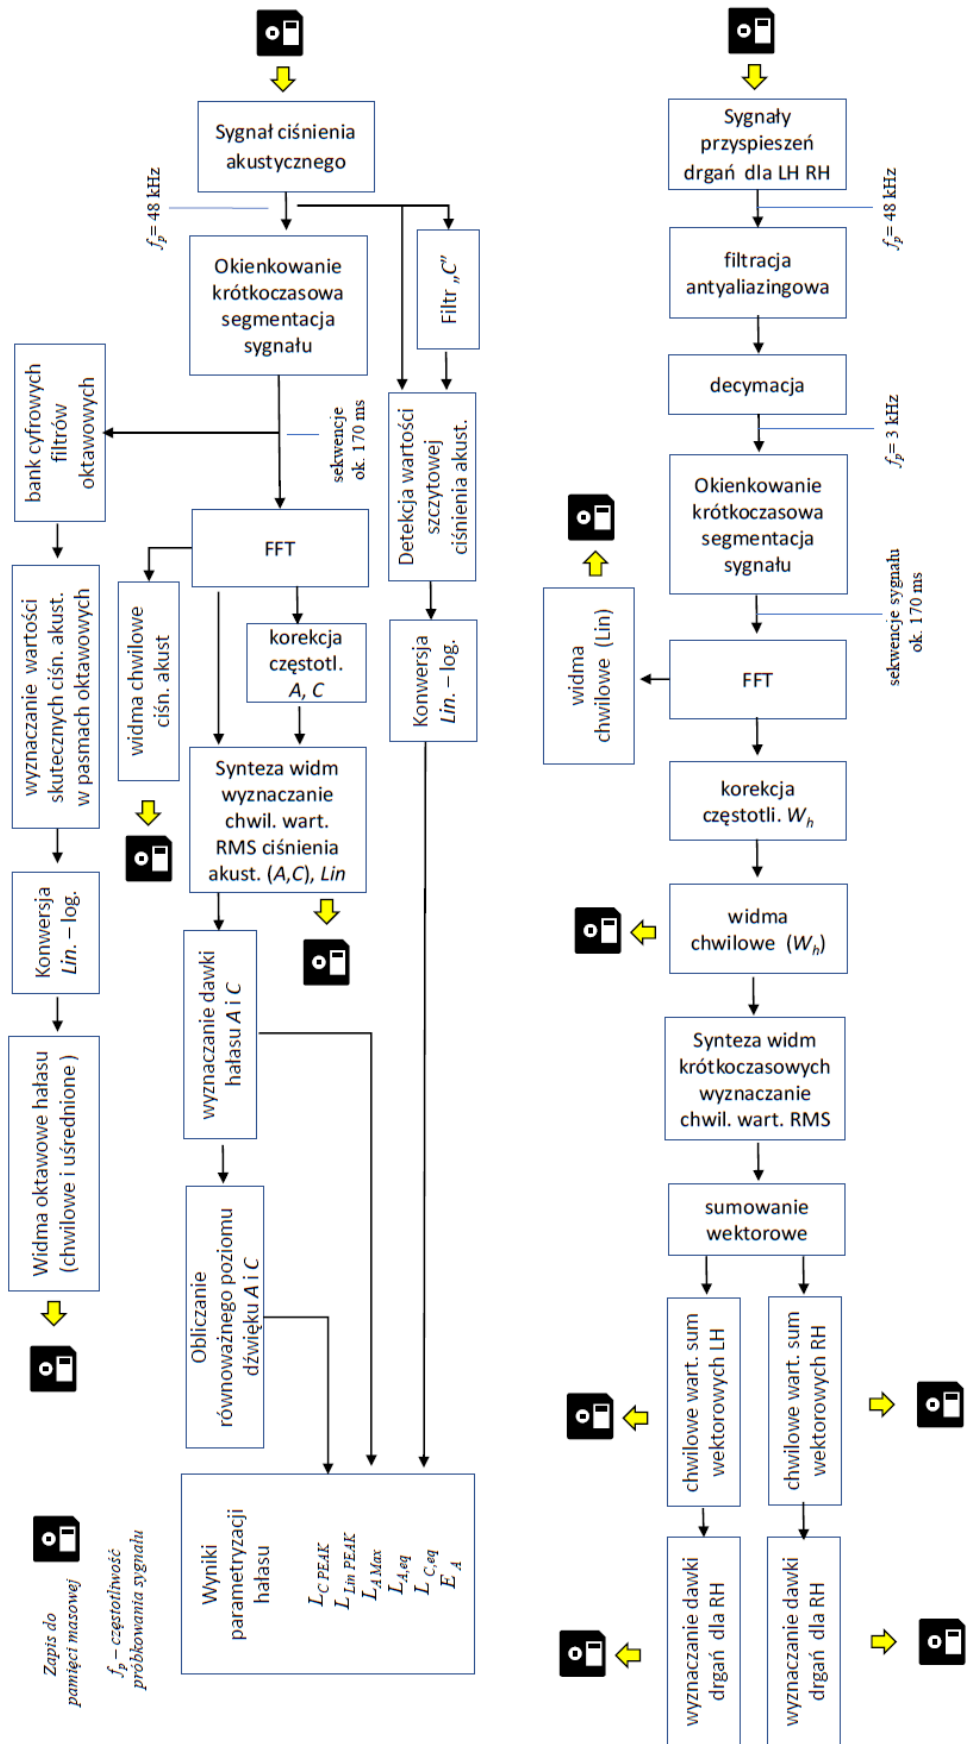 Sygnał ciśnienia
akustycznego
f_p= 48 kHz
Okienkowanie
krótkoczasowa
segmentacja
sygnału
Filtr „C”
bank cyfrowych
filtrów
oktawowych
sekwencje
ok. 170 ms
Detekcja wartości
szczytowej
ciśnienia akust.
FFT
wyznaczanie wartości
skutecznych ciśn. akust.
w pasmach oktawowych
widma chwilowe
ciśn. akust
korekcja
częstotl.
A, C
Konwersja
Lin. – log.
Synteza widm
wyznaczanie
chwil. wart.
RMS ciśnienia
akust. (A,C), Lin
Konwersja
Lin. – log.
wyznaczanie dawki
hałasu A i C
Widma oktawowe hałasu
(chwilowe i uśrednione )
Obliczanie
równoważnego poziomu
dźwięku A i C
Wyniki
parametryzacji
hałasu
L_C PEAK
L_Lin PEAK
L_A Max
L_A,eq
L_C,eq
E_A
Zapis do
pamięci masowej
f_p – częstotliwość
próbkowania sygnału
Sygnały
przyspieszeń
drgań dla LH RH
f_p= 48 kHz
filtracja
antyaliazingowa
decymacja
f_p= 3 kHz
Okienkowanie
krótkoczasowa
segmentacja
sygnału
sekwencje sygnału
ok. 170 ms
widma
chwilowe (Lin)
FFT
korekcja
częstotli. W_h
widma
chwilowe (W_h)
Synteza widm
krótkoczasowych
wyznaczanie
chwil. wart. RMS
sumowanie
wektorowe
chwilowe wart. sum
wektorowych LH
chwilowe wart. sum
wektorowych RH
wyznaczanie dawki
drgań dla RH
wyznaczanie dawki
drgań dla RH